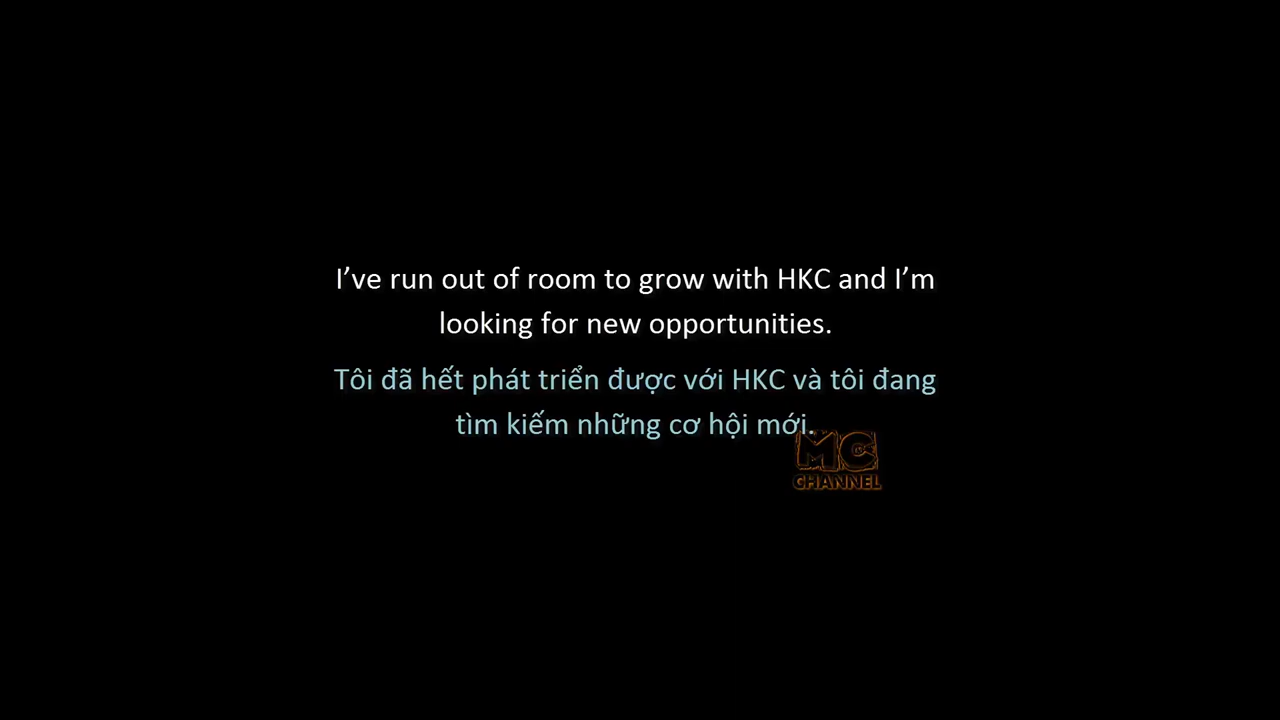 I’ve run out of room to grow with HKC and I’m
looking for new opportunities.
Tôi đã hết phát triển được với HKC và tôi đang
tìm kiếm những cơ hội mới.
MC
CHANNEL